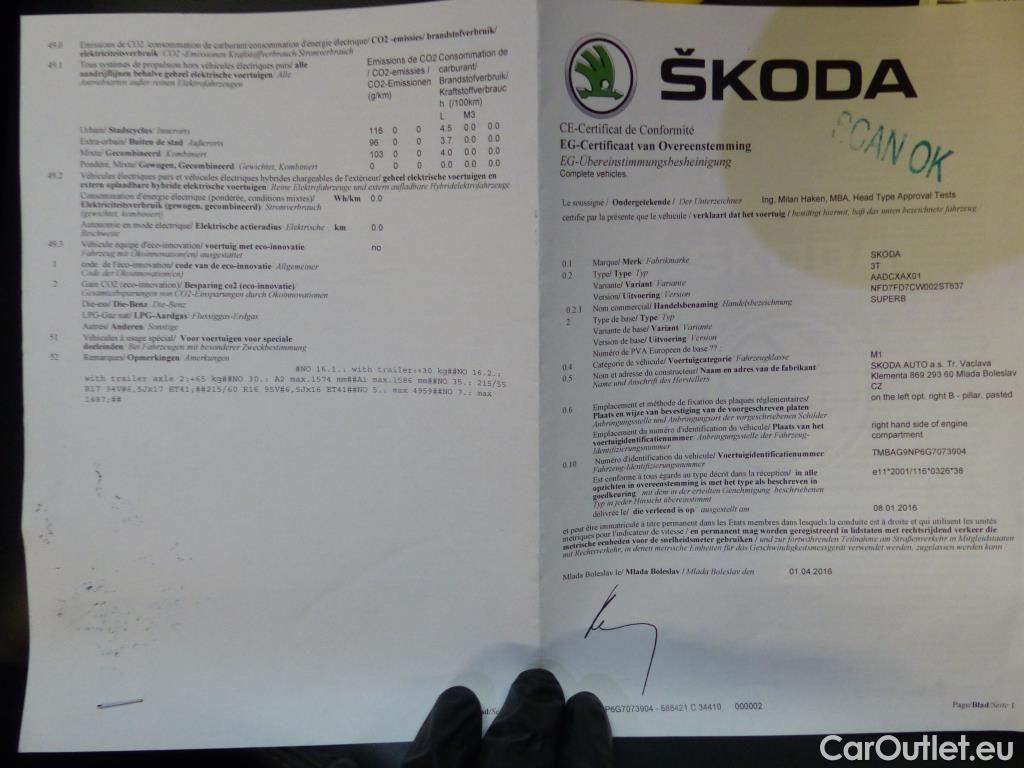 49.0 Emissions de CO2 /consommation de carburant/consommation d'énergie électrique/ CO2 -emissies/ brandstofverbruik/
elektriciteitsverbruik CO2 -Emissionen Kraftstoffverbrauch Stromverbrauch
49.1 Tous systèmes de propulsion hors véhicules électriques purs/ alle
aandrijflijnen behalve geheel elektrische voertuigen / Alle
Antriebsarten außer reinen Elektrofahrzeugen
Emissions de CO2
/ CO2-emissies /
CO2-Emissionen
(g/km)
Consommation de
carburant/
Brandstofverbruik/
Kraftstoffverbrauc
h (/100km)
L M3
Urbain/ Stadscyclus/ Innerorts 116 0 0 4.5 0.0 0.0
Extra-urbain/ Buiten de stad / Außerorts 96 0 0 3.7 0.0 0.0
Mixte/ Gecombineerd/ Kombiniert 103 0 0 4.0 0.0 0.0
Pondéré, Mixte/ Gewogen, Gecombineerd/ Gewichtet, Kombiniert 0 0 0 0.0 0.0 0.0
49.2 Véhicules électriques purs et véhicules électriques hybrides chargeables de l'extérieur/ geheel elektrische voertuigen en
extern oplaadbare hybride elektrische voertuigen / Reine Elektrofahrzeuge und extern aufladbare Hybridelektrofahrzeuge
Consommation d'énergie électrique (pondérée, conditions mixtes)/ Wh/km 0.0
Elektriciteitsverbruik (gewogen, gecombineerd)/ Stromverbrauch
(gewichtet, kombiniert)
Autonomie en mode électrique/ Elektrische actieradius / Elektrische km 0.0
Reichweite
49.3 Véhicule équipé d'éco-innovation/ voertuig met eco-innovatie/ no
Fahrzeug mit Ökoinnovation(en) ausgestattet
1 code. de l'éco-innovation/ code van de eco-innovatie / Allgemeiner
Code der Ökoinnovation(en)
2 Gain CO2 (eco-innovation)/ Besparing co2 (eco-innovatie)/
Gesamteinsparungen von CO2-Einsparungen durch Ökoinnovationen
Die-ess/ Die-Benz / Die-Benz
LPG-Gaz nat/ LPG-Aardgas / Flussiggas-Erdgas
Autres/ Anderen / Sonstige
51 Véhicules à usage spécial/ Voor voertuigen voor speciale
doeleinden / Bei Fahrzeugen mit besonderer Zweckbestimmung
52 Remarques/ Opmerkingen / Amerkungen
#NO 16.1.: with trailer:+30 kg##NO 16.2.:
with trailer axle 2:+65 kg##NO 30.: A2 max.1574 mm##A1 max.1586 mm##NO 35.: 215/55
R17 94V#6,5Jx17 ET41;##215/60 R16 95V#6,5Jx16 ET41##NO 5.: max 4959##NO 7.: max
1487;##
ŠKODA
SCAN OK
CE-Certificat de Conformité
EG-Certificaat van Overeenstemming
EG-Übereinstimmungsbesheinigung
Complete vehicles.
Le soussigné / Ondergetekende / Der Unterzeichner Ing. Milan Haken, MBA, Head Type Approval Tests
certifie par la présente que le véhicule / verklaart dat het voertuig / bestätigt hiermit, baß das unten bezeichnete fahrzeug /
0.1 Marque/ Merk / Fabrikmarke SKODA
0.2 Type/ Type / Typ 3T
Variante/ Variant / Variante AADCXAX01
Version/ Uitvoering / Version NFD7FD7CW002ST637
0.2.1 Nom commercial/ Handelsbenaming / Handelsbezeichnung SUPERB
2 Type de base/ Type / Typ
Variante de base/ Variant / Variante
Version de base/ Uitvoering / Version
Numéro de PVA Européen de base ?? :
0.4 Catégorie de véhicule/ Voertuigcategorie / Fahrzeugklasse M1
0.5 Nom et adresse du constructeur/ Naam en adres van de fabrikant/ SKODA AUTO a.s. Tr. Vaclava
Name und Anschrift des Herstellers Klementa 869 293 60 Mlada Boleslav
CZ
0.6 Emplacement et méthode de fixation des plaques réglementaires/ on the left opt. right B - pillar, pasted
Plaats en wijze van bevestiging van de voorgeschreven platen
Anbringungsstelle und Anbringungsart der vorgeschriebenen Schilder
Emplacement du numéro d'identification du véhicule/ Plaats van het right hand side of engine
voertuigidentificatienummer / Anbringungsstelle der Fahrzeug- compartment
Identifizierungsnummer
0.10 Numéro d'identification du véhicule/ Voertuigidentificatienummer TMBAG9NP6G7073904
Fahrzeug-Identifizierungsnummer
Est conforme à tous égards au type décrit dans la réception/ in alle e11*2001/116*0326*38
opzichten in overeenstemming is met het type als beschreven in
goedkeuring / mit dem in der erteilten Genehmigung beschriebenen
Typ in jeder Hinsicht übereinstimmt
délivrée le/ die verleend is op / ausgestellt am 08.01.2016
et peut être immatriculé à titre permanent dans les Etats membres dans lesquels la conduite est à droite et qui utilisent les unités
métriques pour l'indicateur de vitesse / en permanent mag worden geregistreerd in lidstaten met rechtsrijdend verkeer die
metrische eenheden voor de snelheidsmeter gebruiken / und zur fortwährenden Teilnahme am Straßenverkehr in Mitgliedstaaten
mit Rechtsverkehr, in denen metrische Einheiten für das Geschwindigkeitsmessgerät verwendet werden, zugelassen werden kann /
Mlada Boleslav le/ Mlada Boleslav / Mlada Boleslav den 01.04.2016
P6G7073904 - 688421 C 34410 000002
Page/Blad/Seite 1
CarOutlet.eu